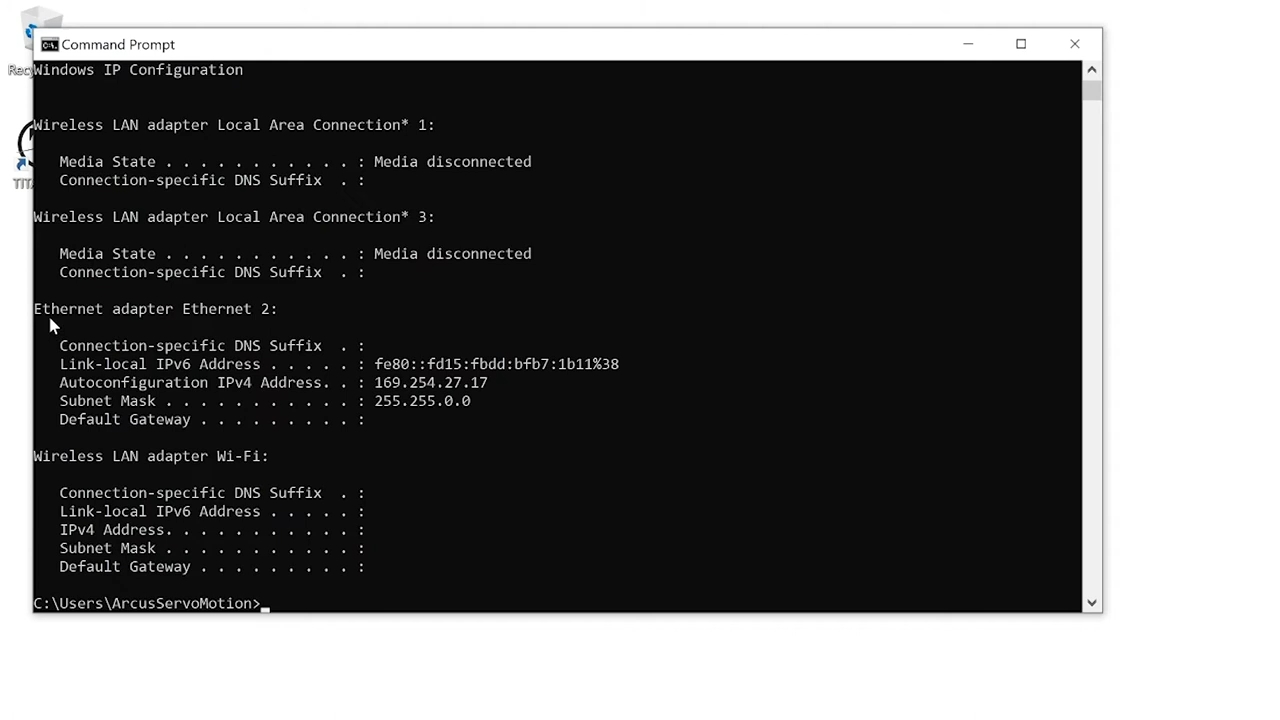 Command Prompt
Windows IP Configuration
Wireless LAN adapter Local Area Connection* 1:
Media State . . . . . . . . . . . : Media disconnected
Connection-specific DNS Suffix  . :
Wireless LAN adapter Local Area Connection* 3:
Media State . . . . . . . . . . . : Media disconnected
Connection-specific DNS Suffix  . :
Ethernet adapter Ethernet 2:
Connection-specific DNS Suffix  . :
Link-local IPv6 Address . . . . . : fe80::fd15:fbdd:bfb7:1b11%38
Autoconfiguration IPv4 Address. . : 169.254.27.17
Subnet Mask . . . . . . . . . . . : 255.255.0.0
Default Gateway . . . . . . . . . :
Wireless LAN adapter Wi-Fi:
Connection-specific DNS Suffix  . :
Link-local IPv6 Address . . . . . :
IPv4 Address. . . . . . . . . . . :
Subnet Mask . . . . . . . . . . . :
Default Gateway . . . . . . . . . :
C:\Users\ArcusServoMotion>